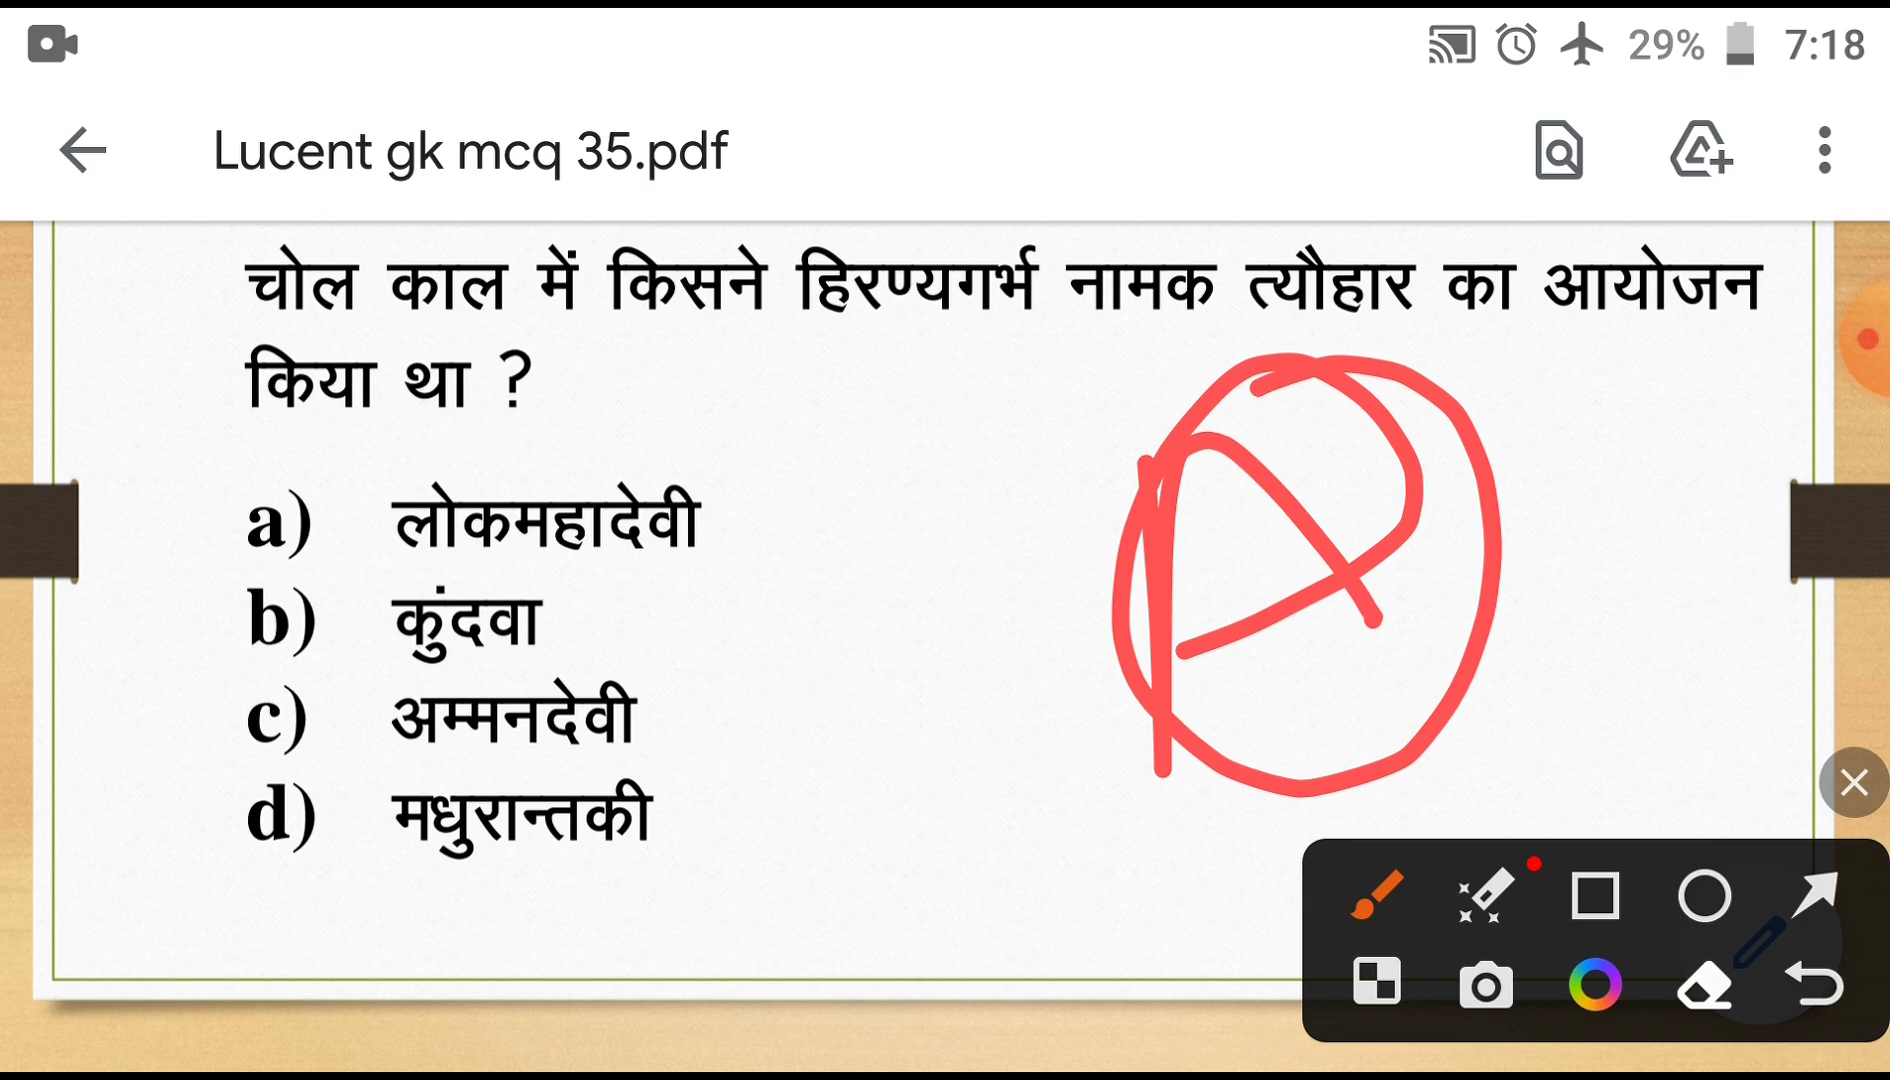 29% 7:18
Lucent gk mcq 35.pdf
चोल काल में किसने हिरण्यगर्भ नामक त्यौहार का आयोजन
किया था ?
a) लोकमहादेवी
b) कुंदवा
c) अम्मनदेवी
d) मधुरान्तकी